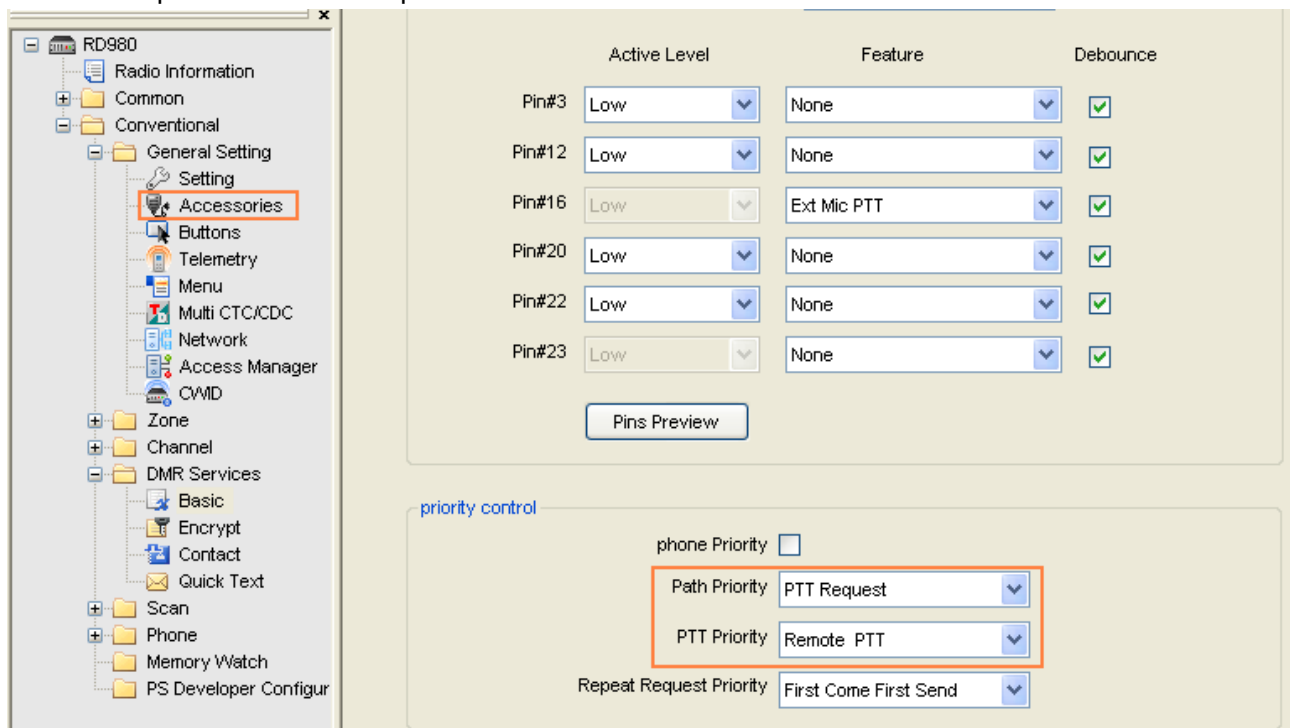 x
RD980
Radio Information
Common
Conventional
General Setting
Setting
Accessories
Buttons
Telemetry
Menu
Multi CTC/CDC
Network
Access Manager
CWID
Zone
Channel
DMR Services
Basic
Encrypt
Contact
Quick Text
Scan
Phone
Memory Watch
PS Developer Configur
Active Level Feature Debounce
Pin#3 Low None
Pin#12 Low None
Pin#16 Low Ext Mic PTT
Pin#20 Low None
Pin#22 Low None
Pin#23 Low None
Pins Preview
priority control
phone Priority
Path Priority PTT Request
PTT Priority Remote PTT
Repeat Request Priority First Come First Send